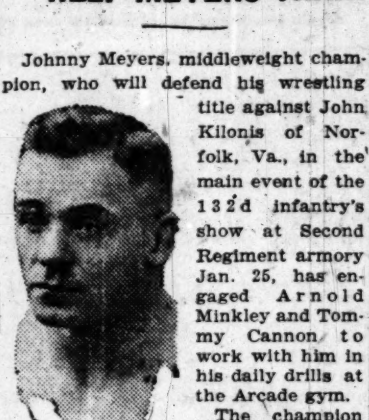 Johnny Meyers, middleweight cham-
pion, who will defend his wrestling
title against John
Kilonis of Nor-
folk, Va., in the
main event of the
132d infantry's
show at Second
Regiment armory
Jan. 25, has en-
gaged Arnold
Minkley and Tom-
my Cannon to
work with him in
his daily drills at
the Arcade gym.
The champion